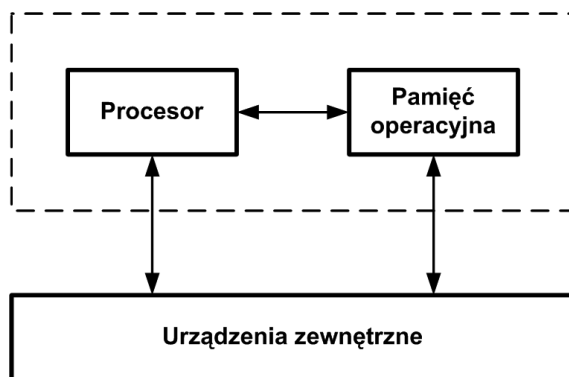 Procesor
Pamięć
operacyjna
Urządzenia zewnętrzne